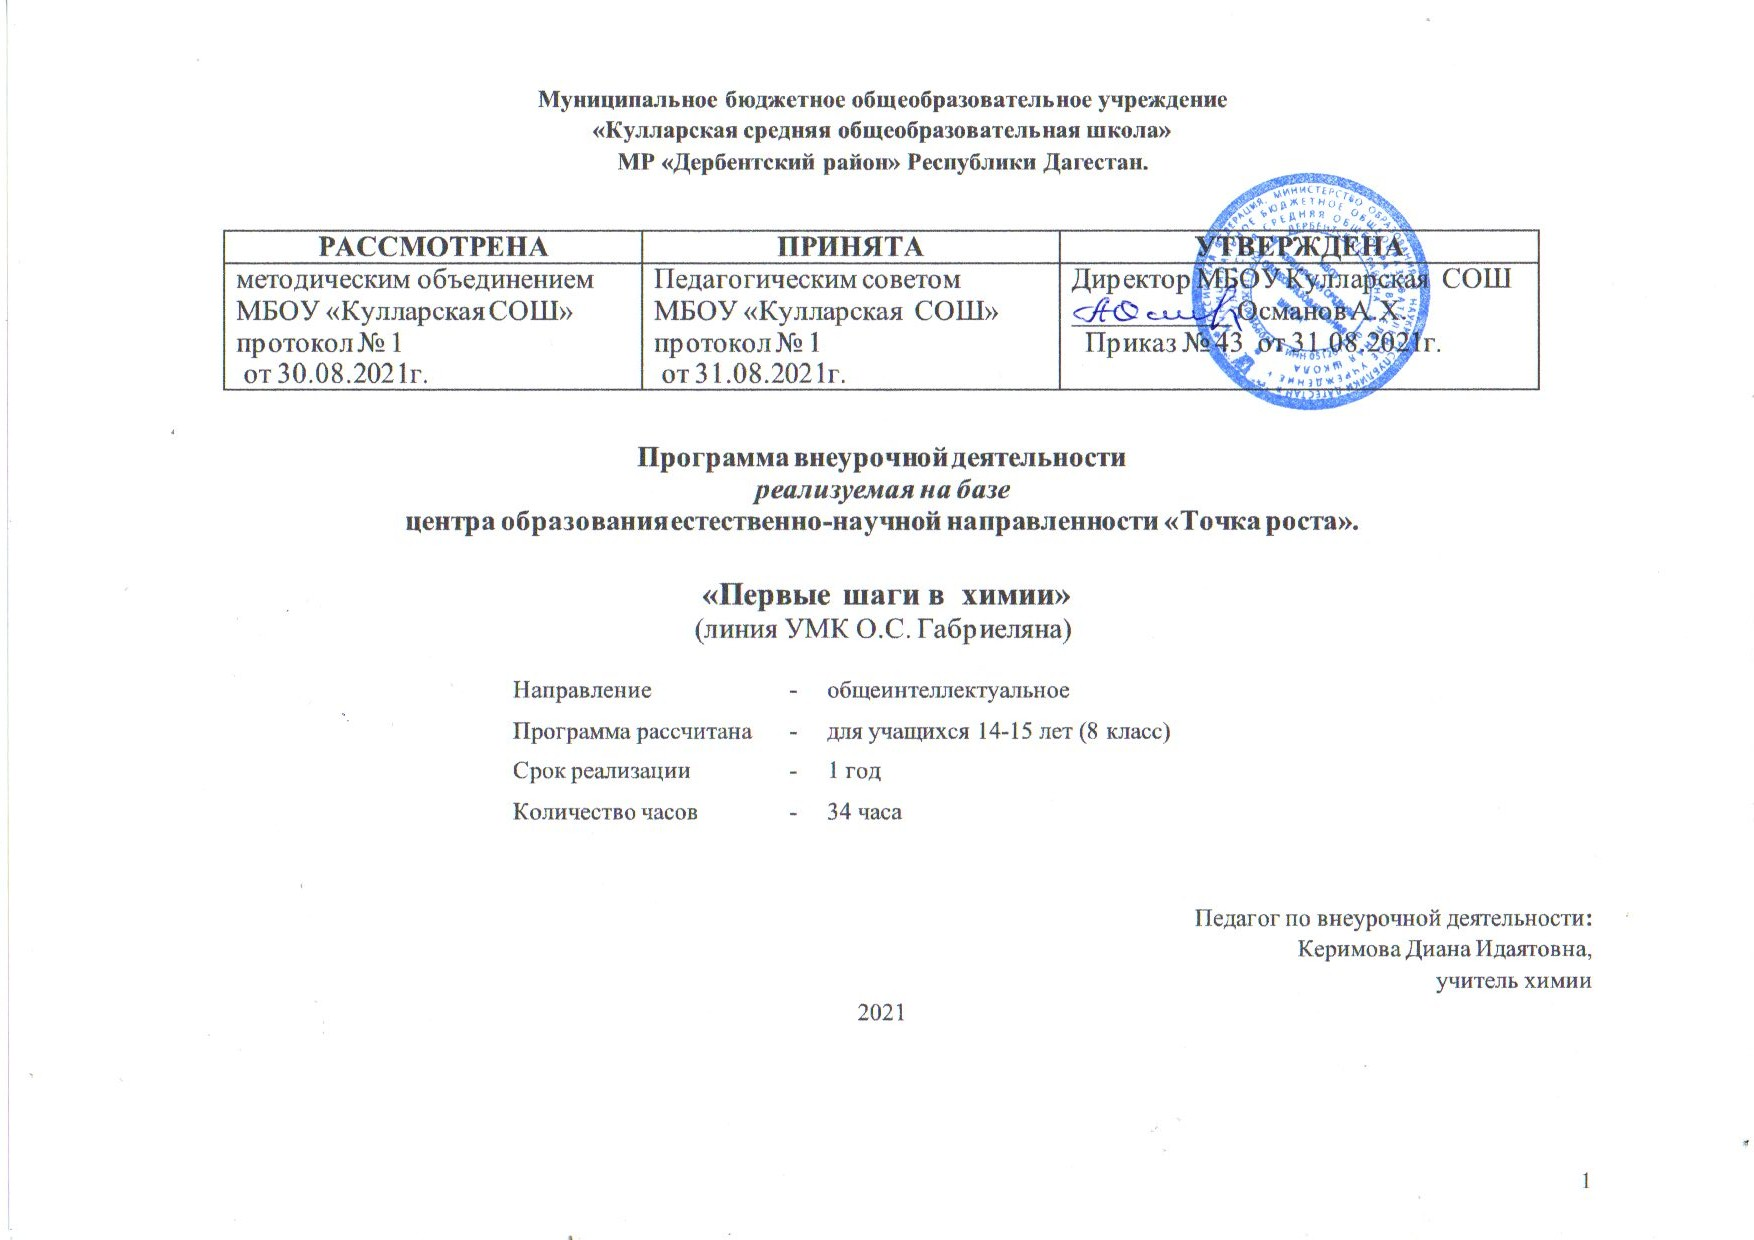 Муниципальное бюджетное общеобразовательное учреждение
«Кулларская средняя общеобразовательная школа»
МР «Дербентский район» Республики Дагестан.
РАССМОТРЕНА
методическим объединением
МБОУ «Кулларская СОШ»
протокол № 1
от 30.08.2021г.
ПРИНЯТА
Педагогическим советом
МБОУ «Кулларская СОШ»
протокол № 1
от 31.08.2021г.
УТВЕРЖДЕНА
Директор МБОУ Кулларская СОШ
Османов А. Х.
Приказ № 43 от 31.08.2021г.
Программа внеурочной деятельности
реализуемая на базе
центра образования естественно-научной направленности «Точка роста».
«Первые шаги в химии»
(линия УМК О.С. Габриеляна)
Направление - общеинтеллектуальное
Программа рассчитана - для учащихся 14-15 лет (8 класс)
Срок реализации - 1 год
Количество часов - 34 часа
Педагог по внеурочной деятельности:
Керимова Диана Идаятовна,
учитель химии
2021
1